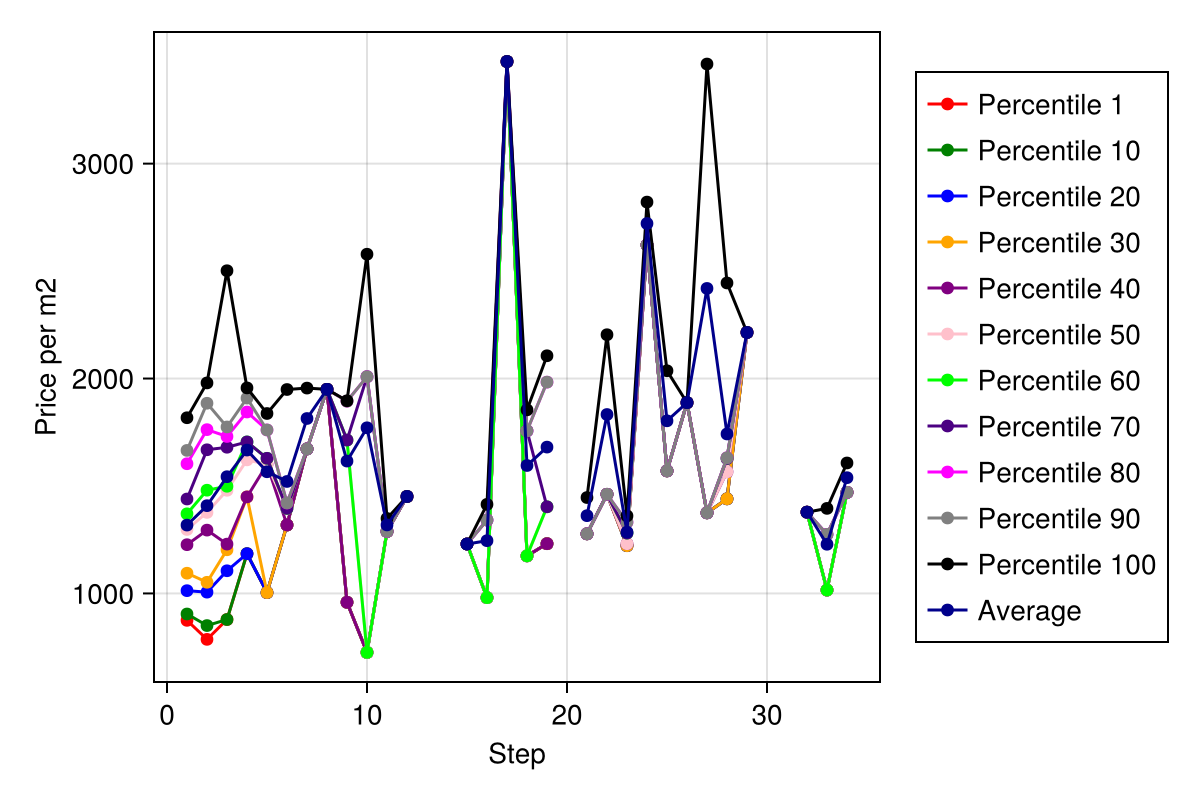 3000
2000
1000
Price per m2
0 10 20 30
Step
Percentile 1
Percentile 10
Percentile 20
Percentile 30
Percentile 40
Percentile 50
Percentile 60
Percentile 70
Percentile 80
Percentile 90
Percentile 100
Average